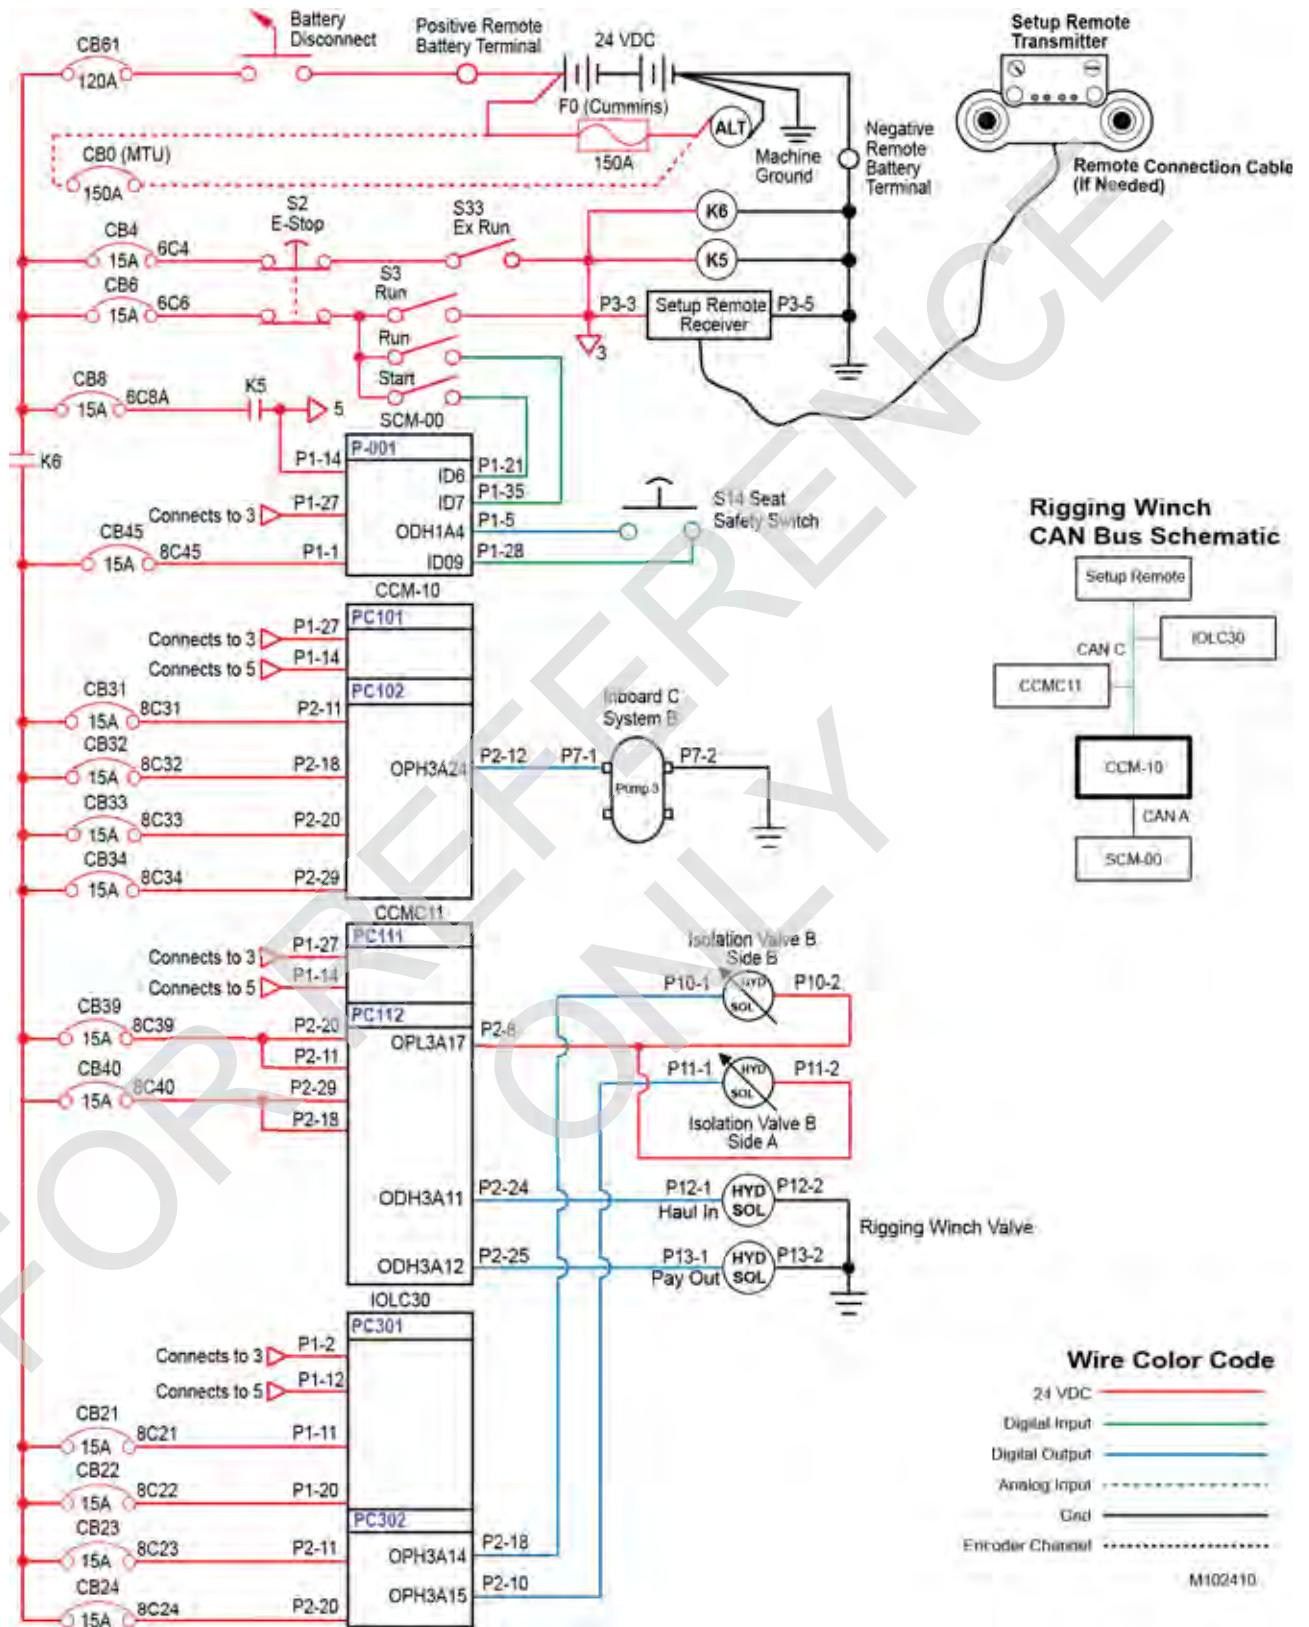 Battery
Disconnect
CB61
120A
Positive Remote
Battery Terminal
24 VDC
Setup Remote
Transmitter
F0 (Cummins)
150A
ALT
Machine
Ground
Negative
Remote
Battery
Terminal
Remote Connection Cable
(If Needed)
CB0 (MTU)
150A
S2
E-Stop
S33
Ex Run
K6
CB4
15A
6C4
K5
CB6
15A
6C6
S3
Run
P3-3
Setup Remote
Receiver
P3-5
3
Run
Start
CB8
15A
6C8A
K5
5
SCM-00
P-001
K6
P1-14
ID6
P1-21
P1-27
ID7
P1-35
Connects to 3
ODH1A4
P1-5
S14 Seat
Safety Switch
CB45
15A
8C45
P1-1
ID09
P1-28
CCM-10
PC101
Connects to 3
P1-27
Connects to 5
P1-14
PC102
CB31
15A
8C31
P2-11
CB32
15A
8C32
P2-18
OPH3A24
P2-12
P7-1
Inboard C
System B
Pump 3
P7-2
CB33
15A
8C33
P2-20
CB34
15A
8C34
P2-29
Rigging Winch
CAN Bus Schematic
Setup Remote
CAN C
IOLC30
CCMC11
CCM-10
CAN A
SCM-00
CCMC11
PC111
Connects to 3
P1-27
Connects to 5
P1-14
PC112
CB39
15A
8C39
P2-20
P2-11
OPL3A17
P2-8
CB40
15A
8C40
P2-29
P2-18
Isolation Valve B
Side B
P10-1
HYD
SOL
P10-2
P11-1
HYD
SOL
P11-2
Isolation Valve B
Side A
ODH3A11
P2-24
P12-1
Haul In
HYD
SOL
P12-2
Rigging Winch Valve
ODH3A12
P2-25
P13-1
Pay Out
HYD
SOL
P13-2
IOLC30
PC301
Connects to 3
P1-2
Connects to 5
P1-12
CB21
15A
8C21
P1-11
CB22
15A
8C22
P1-20
PC302
CB23
15A
8C23
P2-11
OPH3A14
P2-18
CB24
15A
8C24
P2-20
OPH3A15
P2-10
Wire Color Code
24 VDC
Digital Input
Digital Output
Analog Input
Gnd
Encoder Channel
M102410
FOR REFERENCE
ONLY